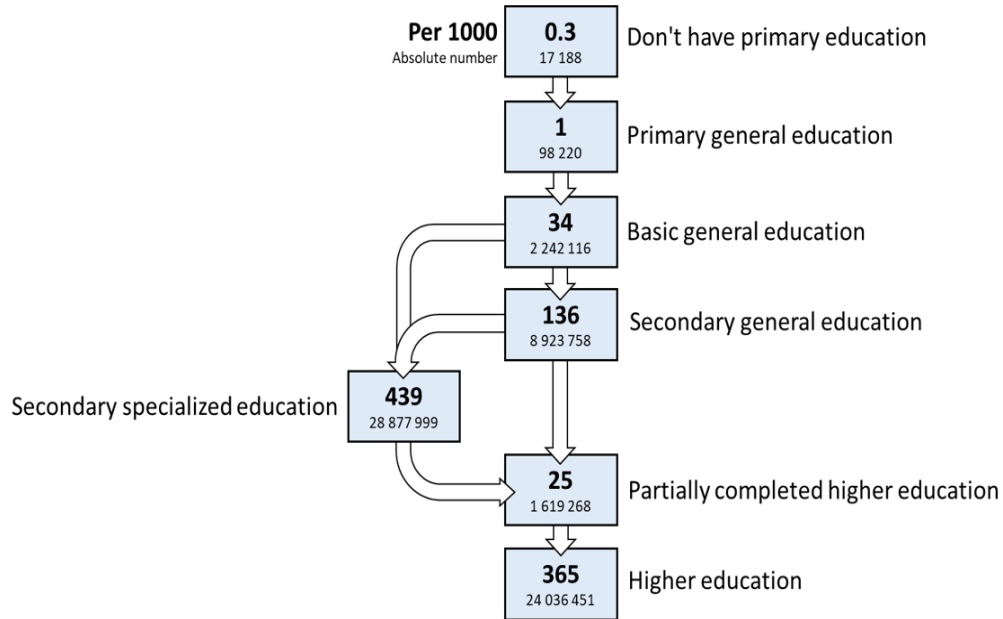 Per 1000
Absolute number
0.3
17 188
Don't have primary education
1
98 220
Primary general education
34
2 242 116
Basic general education
136
8 923 758
Secondary general education
Secondary specialized education
439
28 877 999
25
1 619 268
Partially completed higher education
365
24 036 451
Higher education